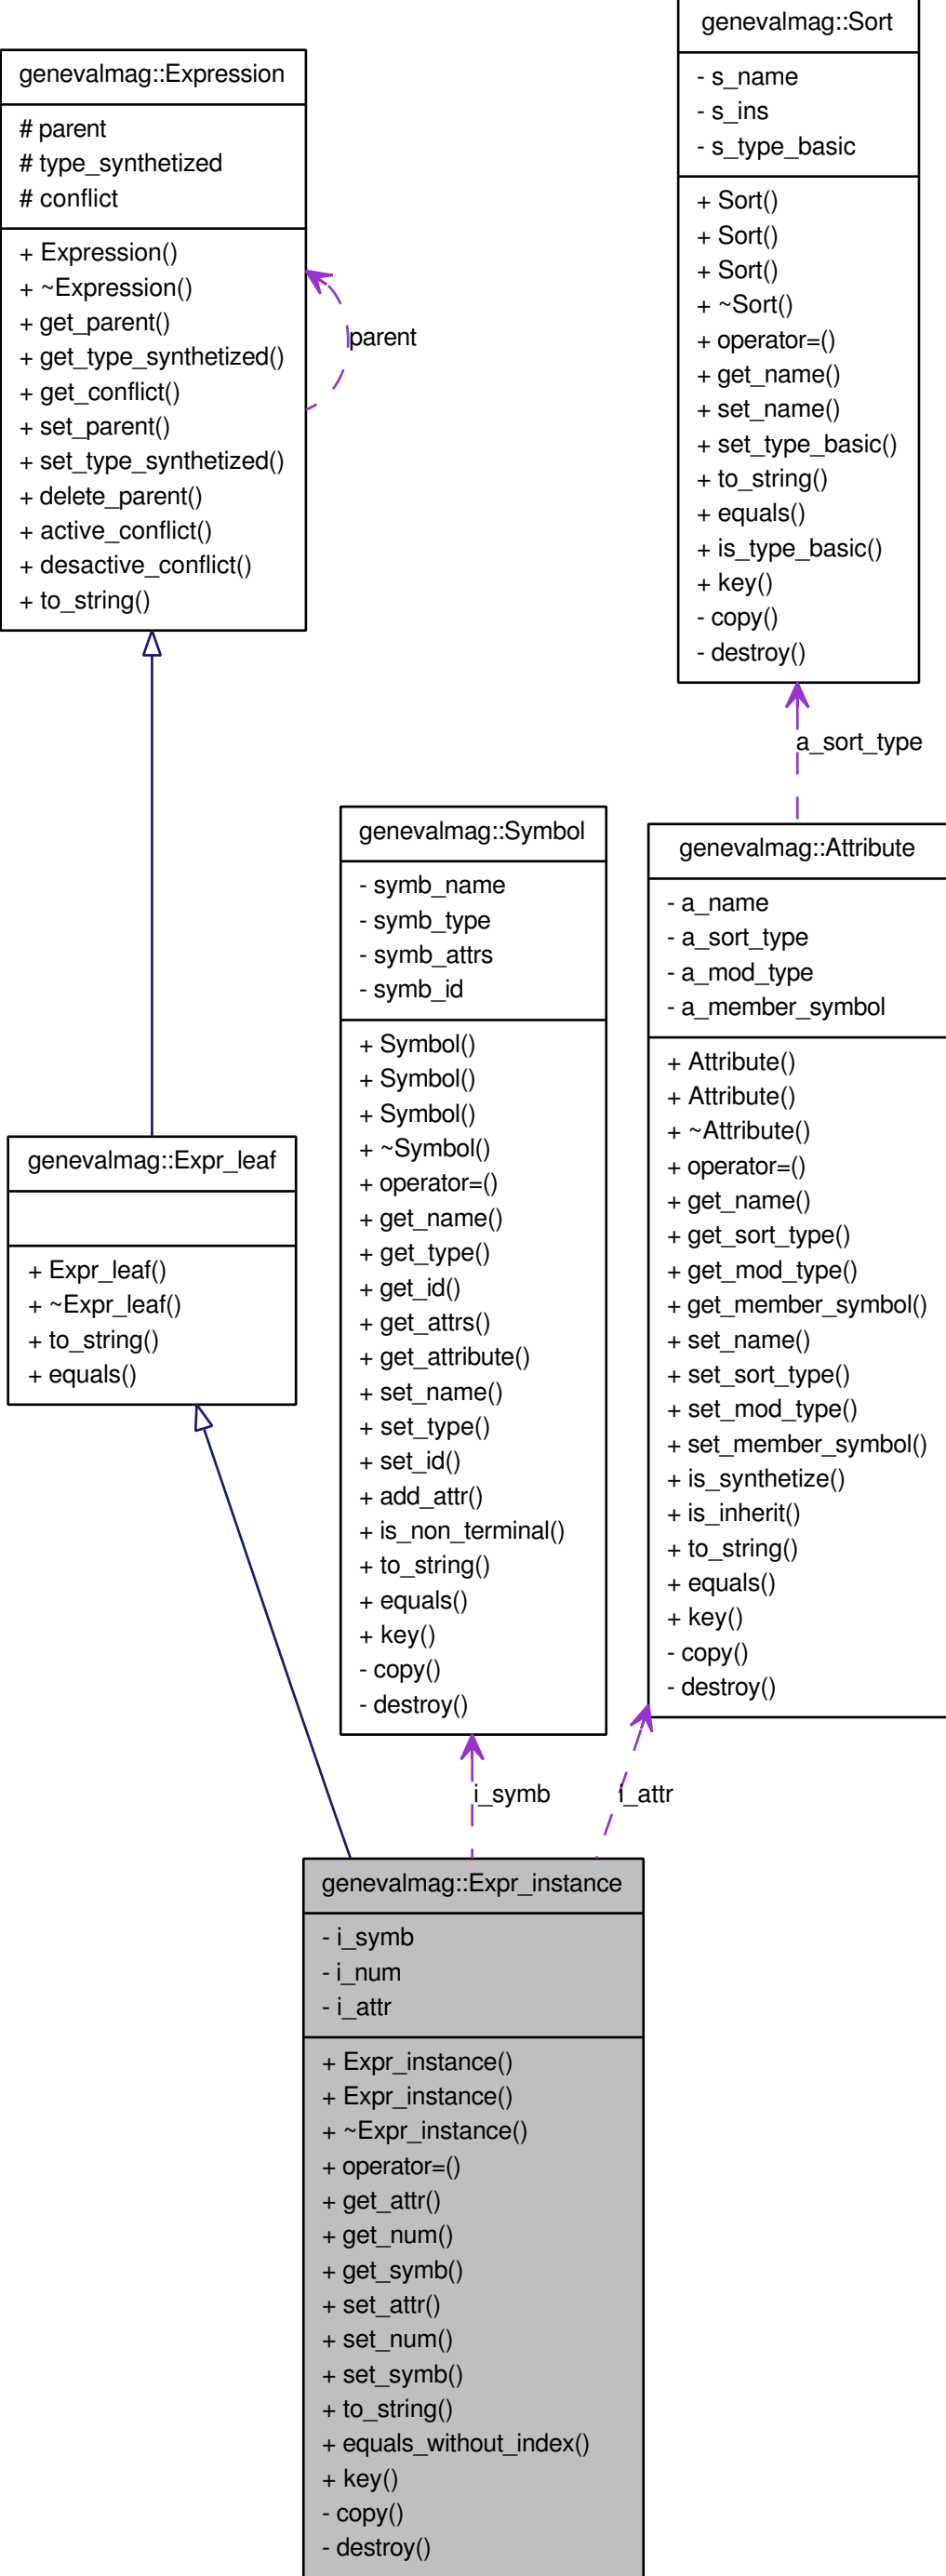 genevalmag::Sort
- s_name
- s_ins
- s_type_basic
+ Sort()
+ Sort()
+ Sort()
+ ~Sort()
+ operator=()
+ get_name()
+ set_name()
+ set_type_basic()
+ to_string()
+ equals()
+ is_type_basic()
+ key()
- copy()
- destroy()
genevalmag::Expression
# parent
# type_synthetized
# conflict
+ Expression()
+ ~Expression()
+ get_parent()
+ get_type_synthetized()
+ get_conflict()
+ set_parent()
+ set_type_synthetized()
+ delete_parent()
+ active_conflict()
+ desactive_conflict()
+ to_string()
parent
a_sort_type
genevalmag::Symbol
- symb_name
- symb_type
- symb_attrs
- symb_id
+ Symbol()
+ Symbol()
+ Symbol()
+ ~Symbol()
+ operator=()
+ get_name()
+ get_type()
+ get_id()
+ get_attrs()
+ get_attribute()
+ set_name()
+ set_type()
+ set_id()
+ add_attr()
+ is_non_terminal()
+ to_string()
+ equals()
+ key()
- copy()
- destroy()
genevalmag::Attribute
- a_name
- a_sort_type
- a_mod_type
- a_member_symbol
+ Attribute()
+ Attribute()
+ ~Attribute()
+ operator=()
+ get_name()
+ get_sort_type()
+ get_mod_type()
+ get_member_symbol()
+ set_name()
+ set_sort_type()
+ set_mod_type()
+ set_member_symbol()
+ is_synthetize()
+ is_inherit()
+ to_string()
+ equals()
+ key()
- copy()
- destroy()
genevalmag::Expr_leaf
+ Expr_leaf()
+ ~Expr_leaf()
+ to_string()
+ equals()
i_symb
i_attr
genevalmag::Expr_instance
- i_symb
- i_num
- i_attr
+ Expr_instance()
+ Expr_instance()
+ ~Expr_instance()
+ operator=()
+ get_attr()
+ get_num()
+ get_symb()
+ set_attr()
+ set_num()
+ set_symb()
+ to_string()
+ equals_without_index()
+ key()
- copy()
- destroy()